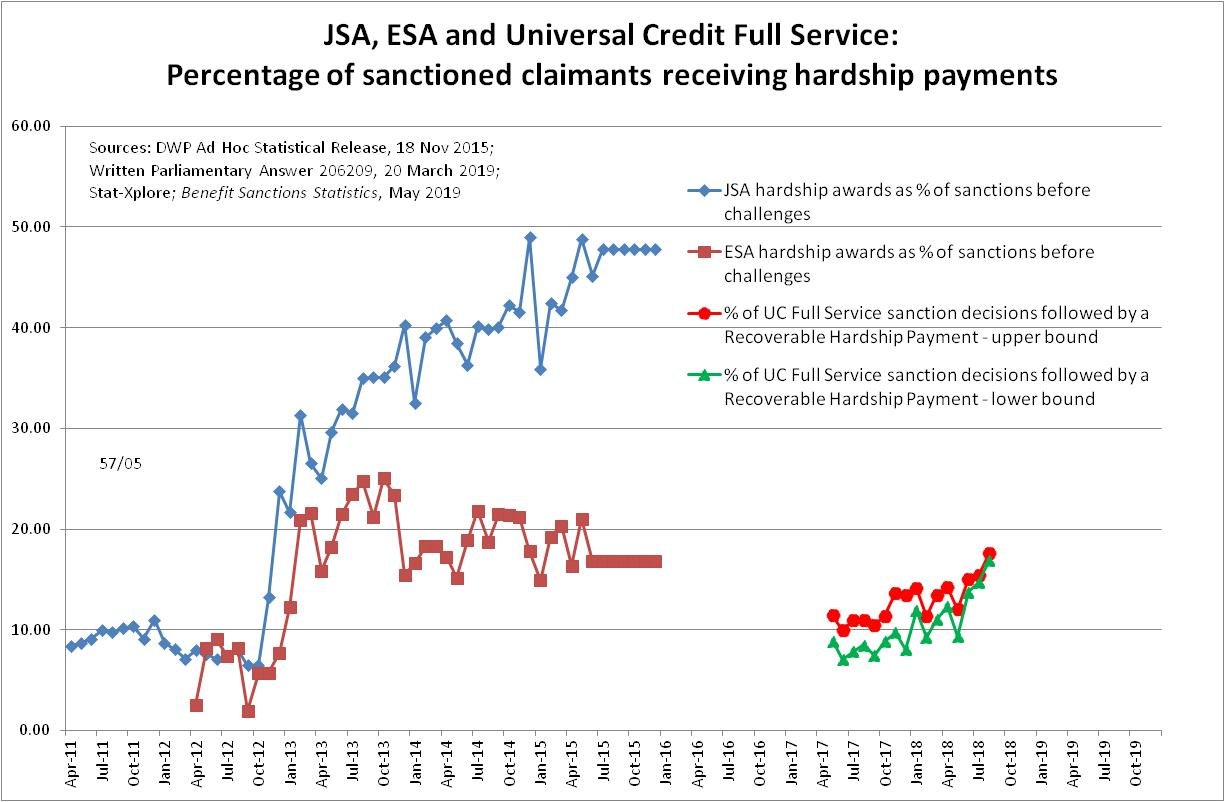 JSA, ESA and Universal Credit Full Service:
Percentage of sanctioned claimants receiving hardship payments
60.00
50.00
40.00
30.00
20.00
10.00
0.00
Sources: DWP Ad Hoc Statistical Release, 18 Nov 2015;
Written Parliamentary Answer 206209, 20 March 2019;
Stat-Xplore; Benefit Sanctions Statistics, May 2019
JSA hardship awards as % of sanctions before
challenges
ESA hardship awards as % of sanctions before
challenges
% of UC Full Service sanction decisions followed by a
Recoverable Hardship Payment - upper bound
% of UC Full Service sanction decisions followed by a
Recoverable Hardship Payment - lower bound
57/05
Apr-11
Jul-11
Oct-11
Jan-12
Apr-12
Jul-12
Oct-12
Jan-13
Apr-13
Jul-13
Oct-13
Jan-14
Apr-14
Jul-14
Oct-14
Jan-15
Apr-15
Jul-15
Oct-15
Jan-16
Apr-16
Jul-16
Oct-16
Jan-17
Apr-17
Jul-17
Oct-17
Jan-18
Apr-18
Jul-18
Oct-18
Jan-19
Apr-19
Jul-19
Oct-19